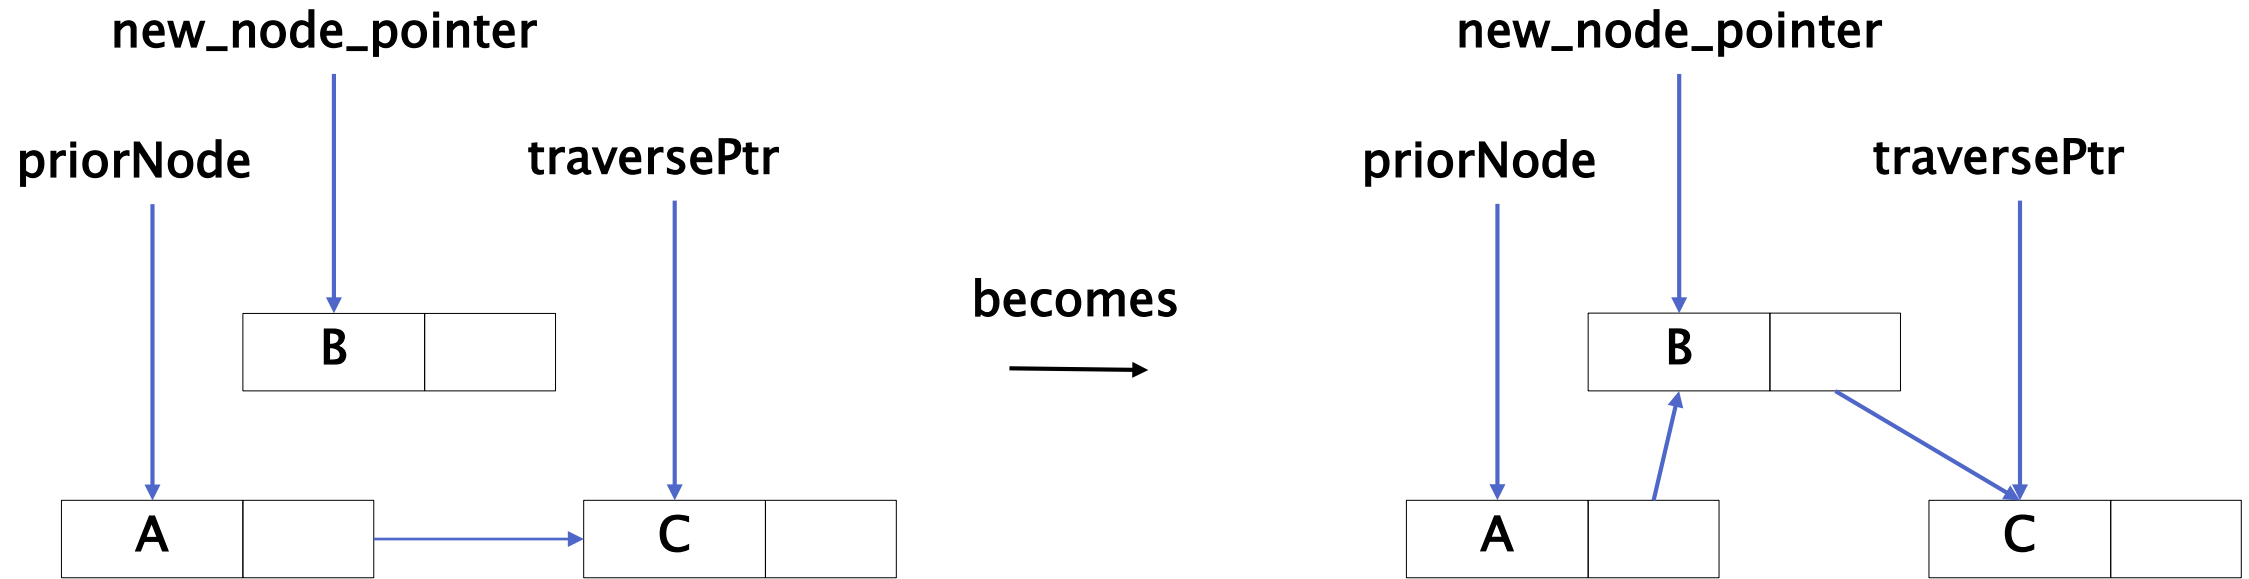 new_node_pointer
priorNode
traversePtr
B
A
C
becomes
new_node_pointer
priorNode
traversePtr
B
A
C